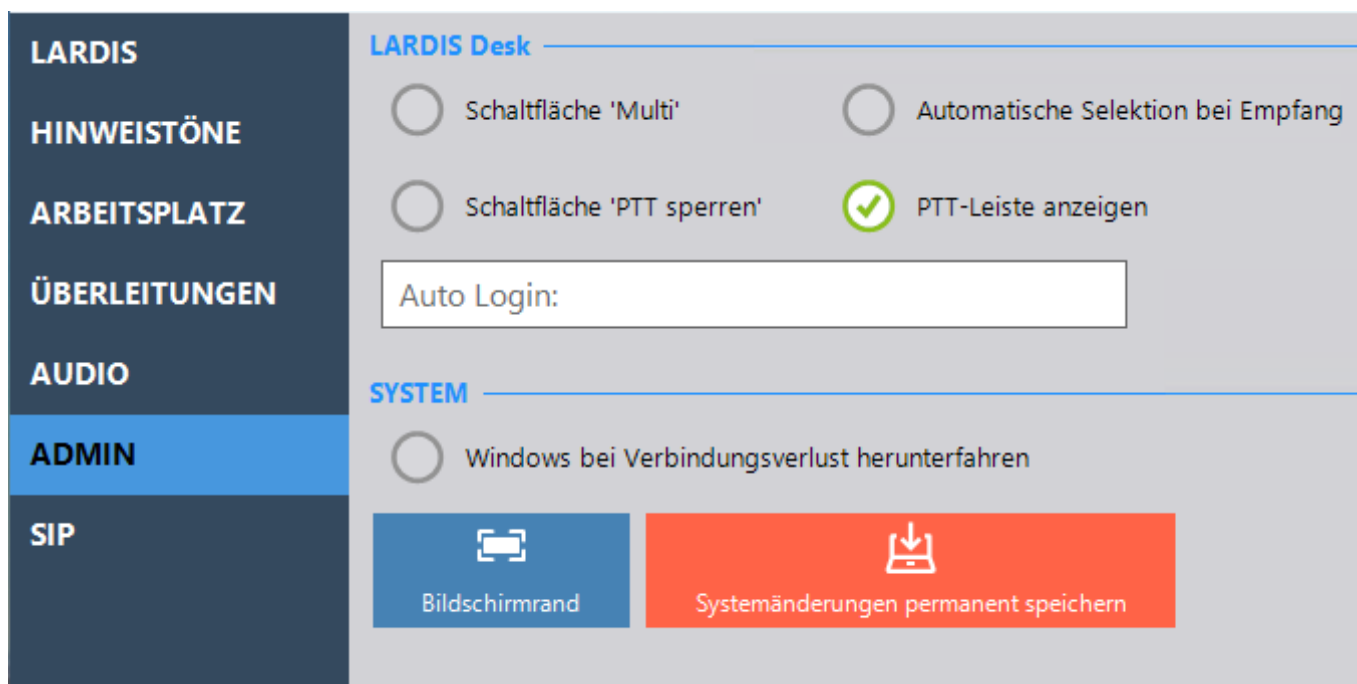 LARDIS
HINWEISTÖNE
ARBEITSPLATZ
ÜBERLEITUNGEN
AUDIO
ADMIN
SIP
LARDIS Desk
Schaltfläche 'Multi'
Automatische Selektion bei Empfang
Schaltfläche 'PTT sperren'
PTT-Leiste anzeigen
Auto Login:
SYSTEM
Windows bei Verbindungsverlust herunterfahren
Bildschirmrand
Systemänderungen permanent speichern